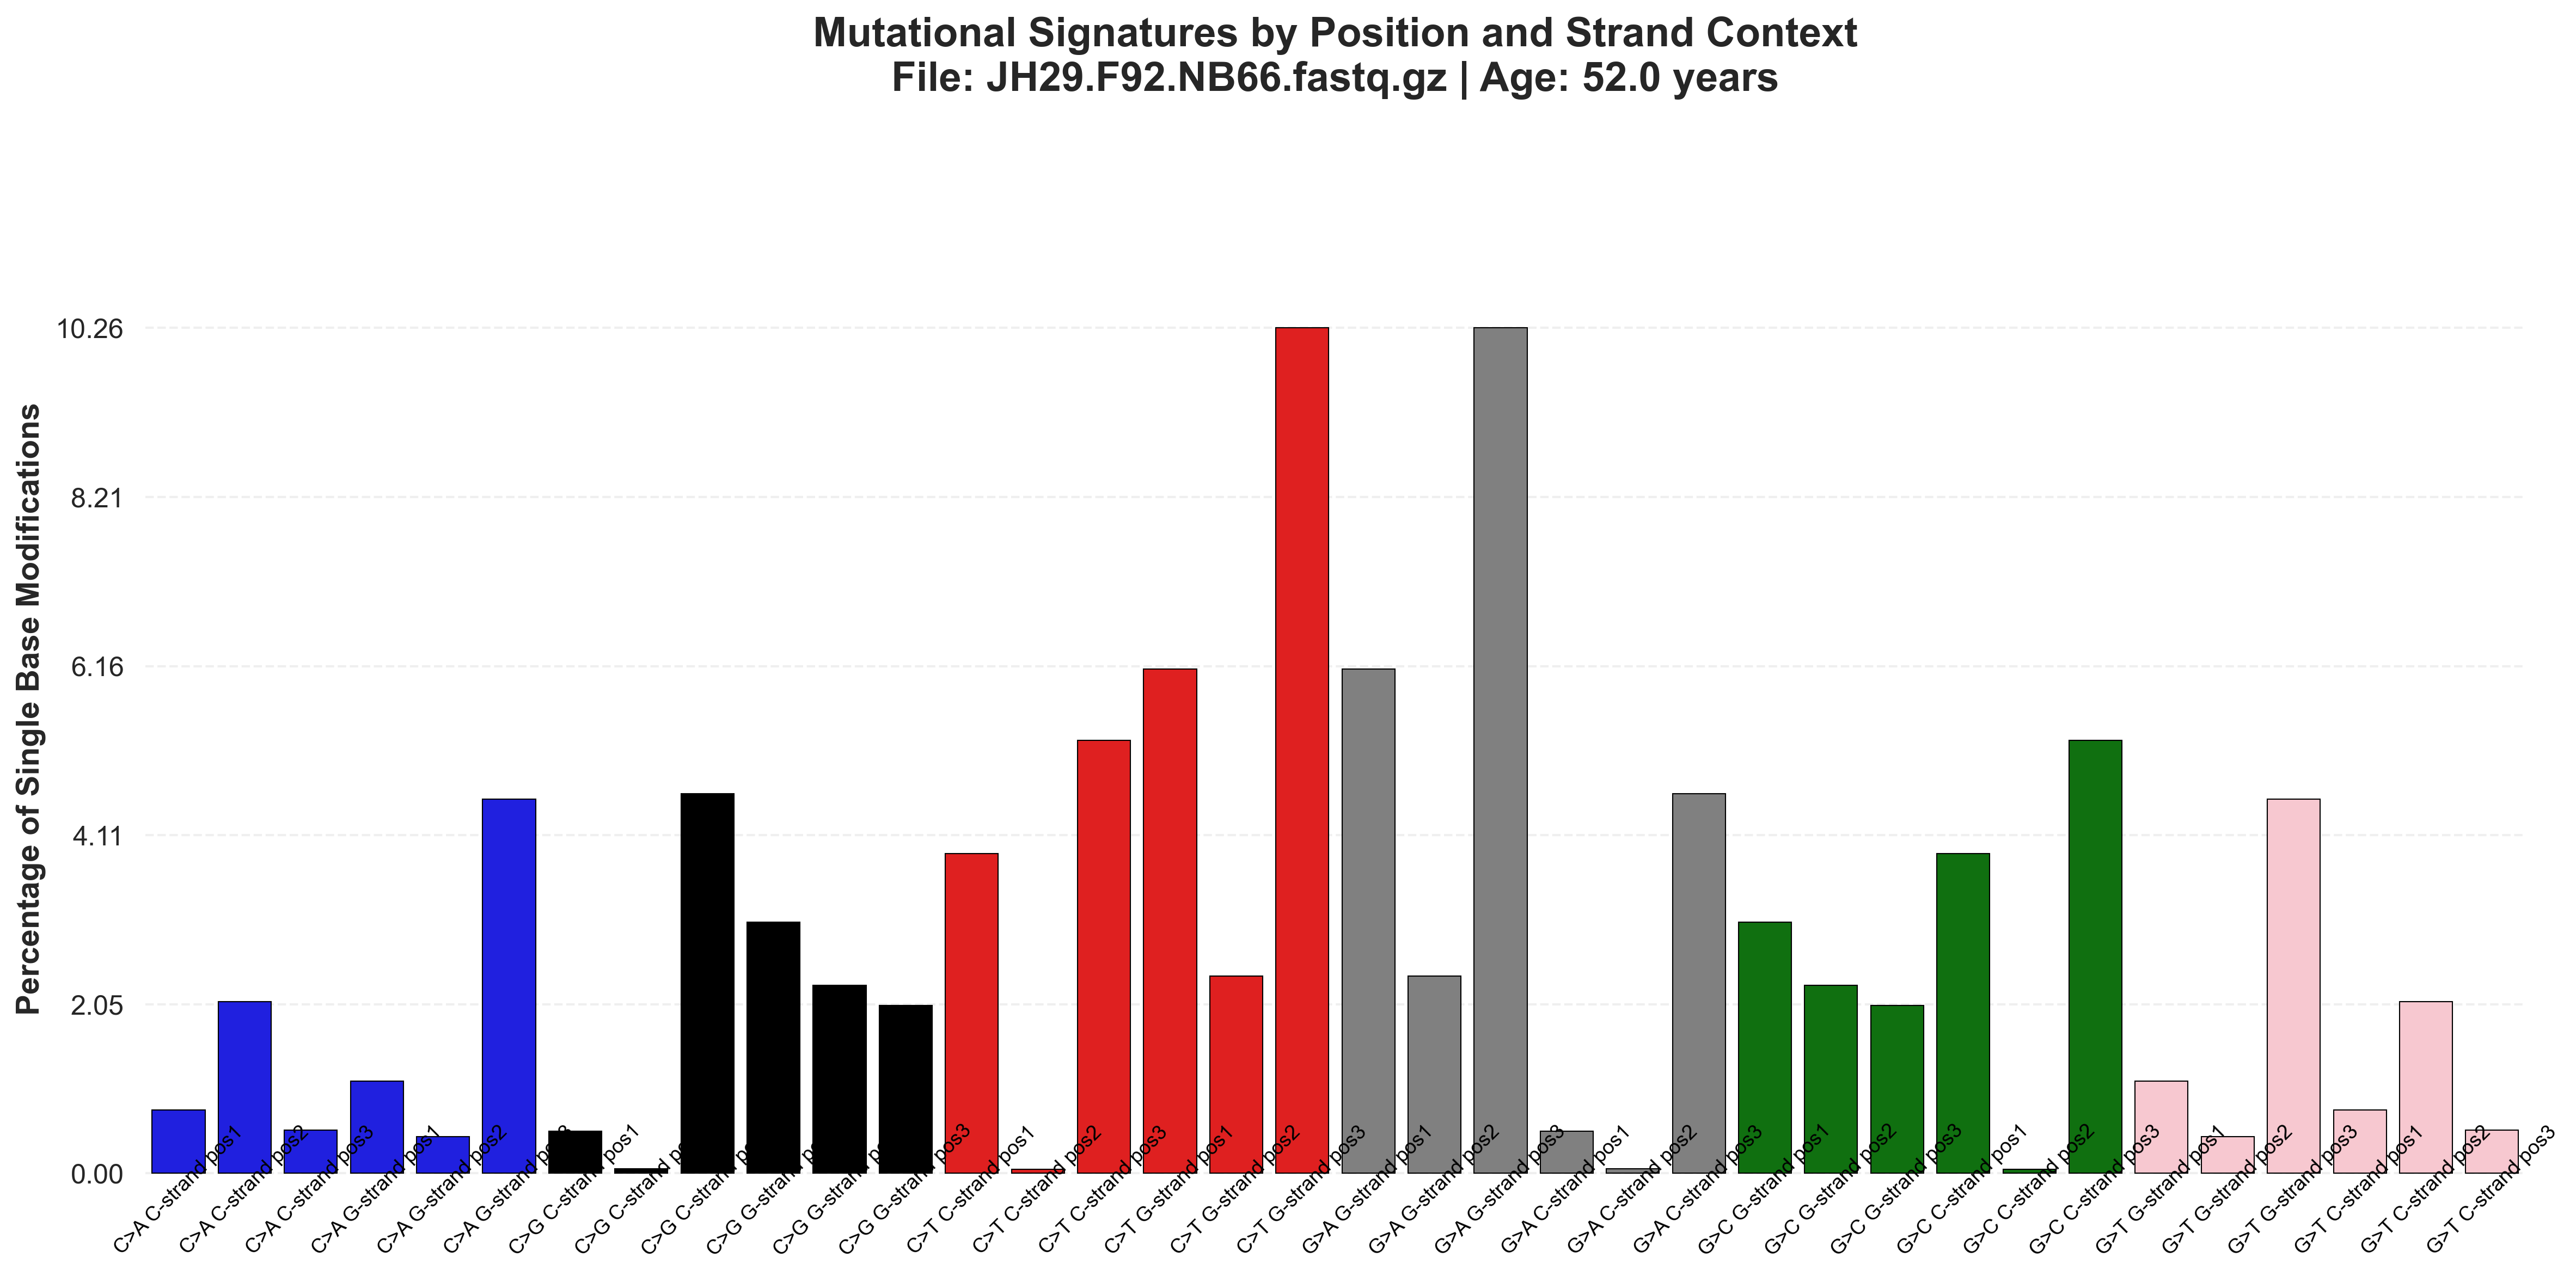 Mutational Signatures by Position and Strand Context
File: JH29.F92.NB66.fastq.gz | Age: 52.0 years
Percentage of Single Base Modifications
10.26
8.21
6.16
4.11
2.05
0.00
C>A C-strand pos1
C>A C-strand pos2
C>A C-strand pos3
C>A G-strand pos1
C>A G-strand pos2
C>A G-strand pos3
C>G C-strand pos1
C>G C-strand
C>G C-strand
C>G G-strand
C>G G-strand
C>G G-strand pos3
C>T C-strand pos1
C>T C-strand pos2
C>T C-strand pos3
C>T G-strand pos1
C>T G-strand pos2
C>T G-strand pos3
G>A G-strand pos1
G>A G-strand pos2
G>A G-strand pos3
G>A C-strand pos1
G>A C-strand pos2
G>A C-strand pos3
G>C G-strand pos1
G>C G-strand pos2
G>C G-strand pos3
G>C C-strand pos1
G>C C-strand pos2
G>C C-strand pos3
G>T G-strand pos1
G>T G-strand pos2
G>T G-strand pos3
G>T C-strand pos1
G>T C-strand pos2
G>T C-strand pos3